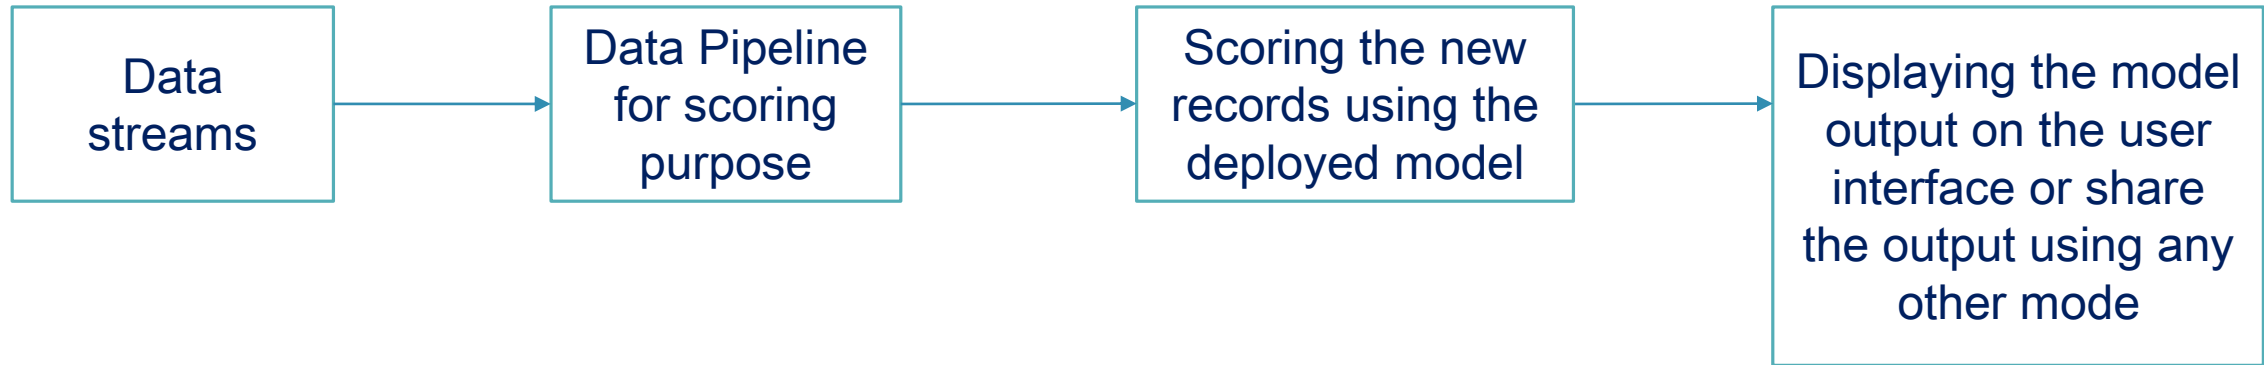 Data
streams
Data Pipeline
for scoring
purpose
Scoring the new
records using the
deployed model
Displaying the model
output on the user
interface or share
the output using any
other mode